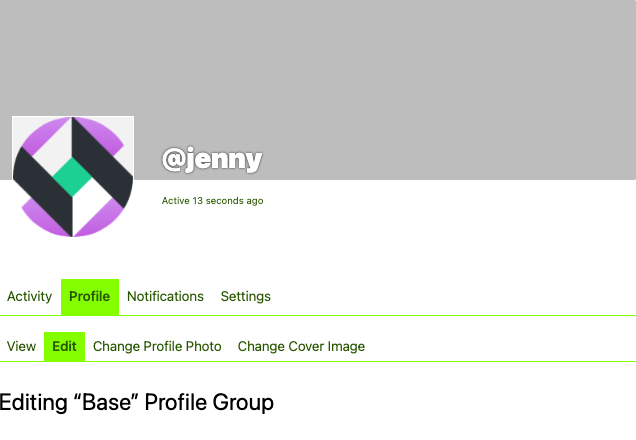 @jenny
Active 13 seconds ago
Activity Profile Notifications Settings
View Edit Change Profile Photo Change Cover Image
Editing “Base” Profile Group